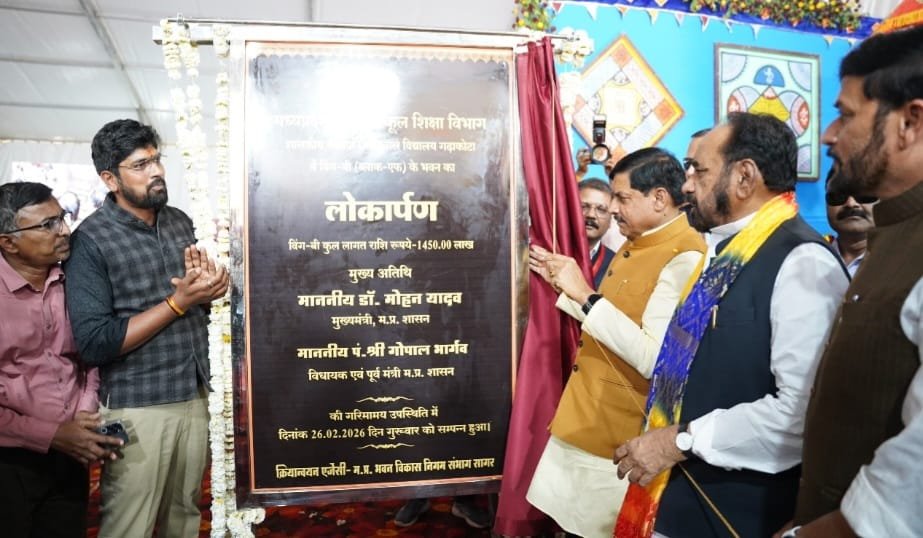 स्कूल शिक्षा विभाग
विद्यालय गढ़ाकोटा
विंग-बी (ब्लाक-एफ) के भवन का
लोकार्पण
विंग-बी कुल लागत राशि रूपये-1450.00 लाख
मुख्य अतिथि
माननीय डॉ. मोहन यादव
मुख्यमंत्री, म.प्र. शासन
माननीय पं.श्री गोपाल भार्गव
विधायक एवं पूर्व मंत्री म.प्र. शासन
की गरिमामय उपस्थिति में
दिनांक 26.02.2026 दिन गुरूवार को सम्पन्न हुआ।
क्रियान्वयन एजेंसी- म.प्र. भवन विकास निगम संभाग सागर